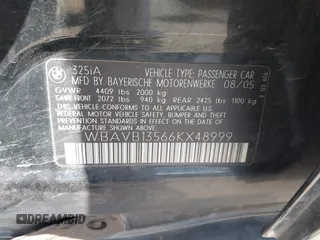 325iA VEHICLE TYPE: PASSENGER CAR
MFD BY BAYERISCHE MOTORENWERKE 08/05
GVWR 4409 lbs 2000 kg
GAWR FRONT 2072 lbs 940 kg REAR 2425 lbs 1100 kg
THIS VEHICLE CONFORMS TO ALL APPLICABLE FEDERAL MOTOR
VEHICLE SAFETY, BUMPER AND THEFT PREVENTION STANDARDS
IN EFFECT ON THE DATE OF MANUFACTURE SHOWN ABOVE.
WBAVB13566KX48999
DREAMBID